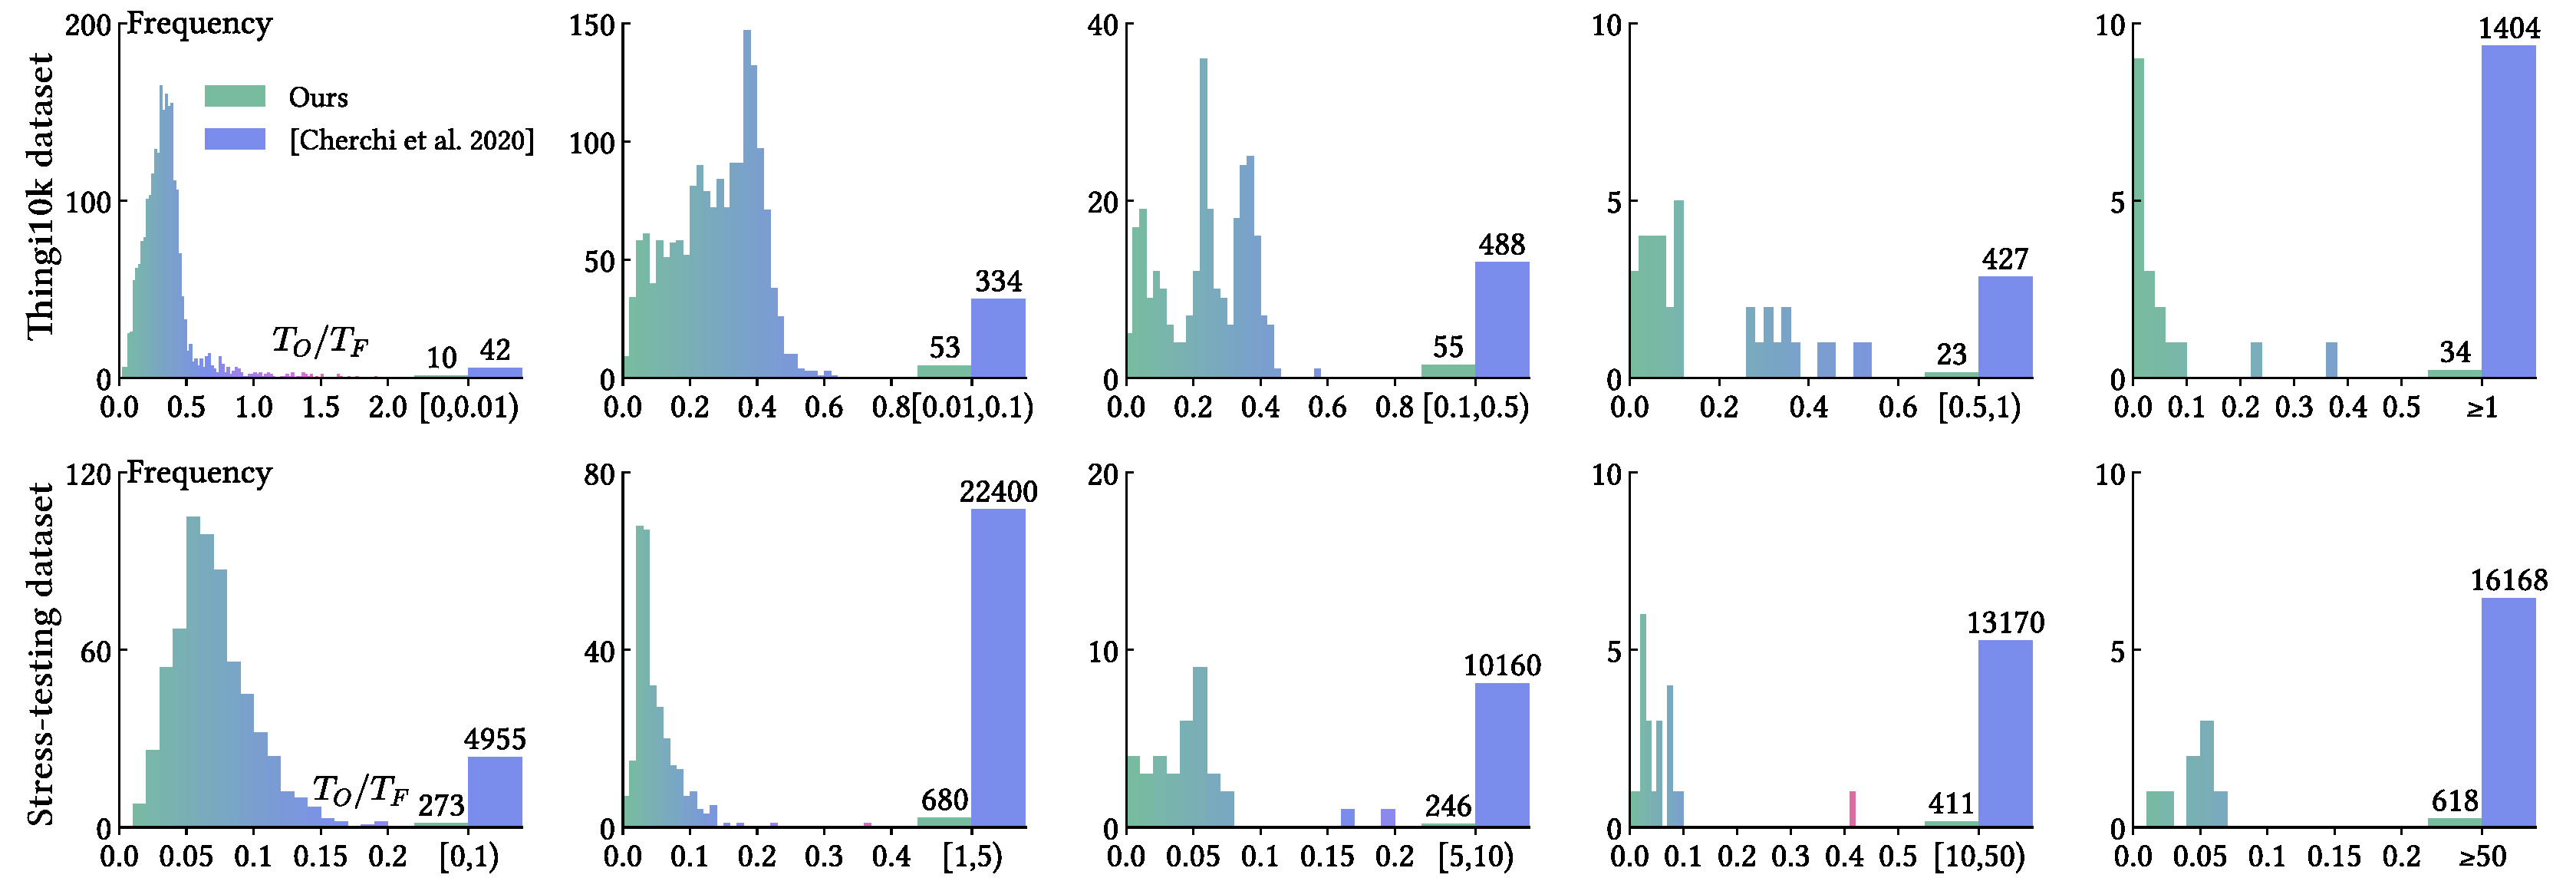 Thingi10k dataset
200
Frequency
100
0
Ours
[Cherchi et al. 2020]
T_O/T_F
10
42
0.0 0.5 1.0 1.5 2.0 [0,0.01)
150
100
50
0
53
334
0.0 0.2 0.4 0.6 0.8 [0.01,0.1)
40
20
0
55
488
0.0 0.2 0.4 0.6 0.8 [0.1,0.5)
10
5
0
23
427
0.0 0.2 0.4 0.6 [0.5,1)
10
5
0
34
1404
0.0 0.1 0.2 0.3 0.4 0.5 ≥1
Stress-testing dataset
120
Frequency
60
0
T_O/T_F
273
4955
0.0 0.05 0.1 0.15 0.2 [0,1)
80
40
0
680
22400
0.0 0.1 0.2 0.3 0.4 [1,5)
20
10
0
246
10160
0.0 0.05 0.1 0.15 0.2 [5,10)
10
5
0
411
13170
0.0 0.1 0.2 0.3 0.4 0.5 [10,50)
10
5
0
618
16168
0.0 0.05 0.1 0.15 0.2 ≥50